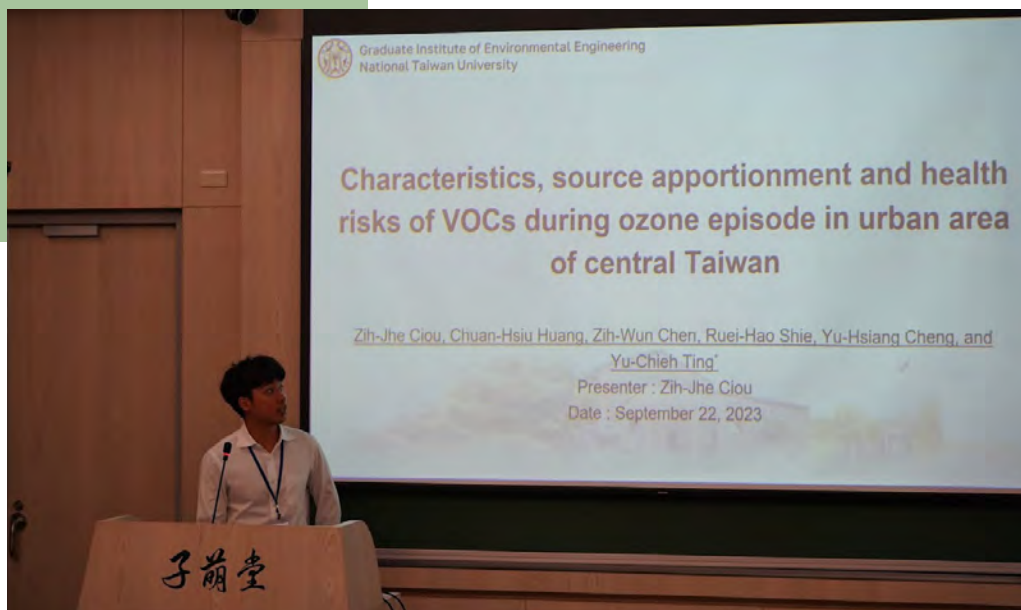 Graduate Institute of Environmental Engineering
National Taiwan University
Characteristics, source apportionment and health
risks of VOCs during ozone episode in urban area
of central Taiwan
Zih-Jhe Ciou, Chuan-Hsiu Huang, Zih-Wun Chen, Ruei-Hao Shie, Yu-Hsiang Cheng, and
Yu-Chieh Ting*
Presenter : Zih-Jhe Ciou
Date : September 22, 2023
子萌堂